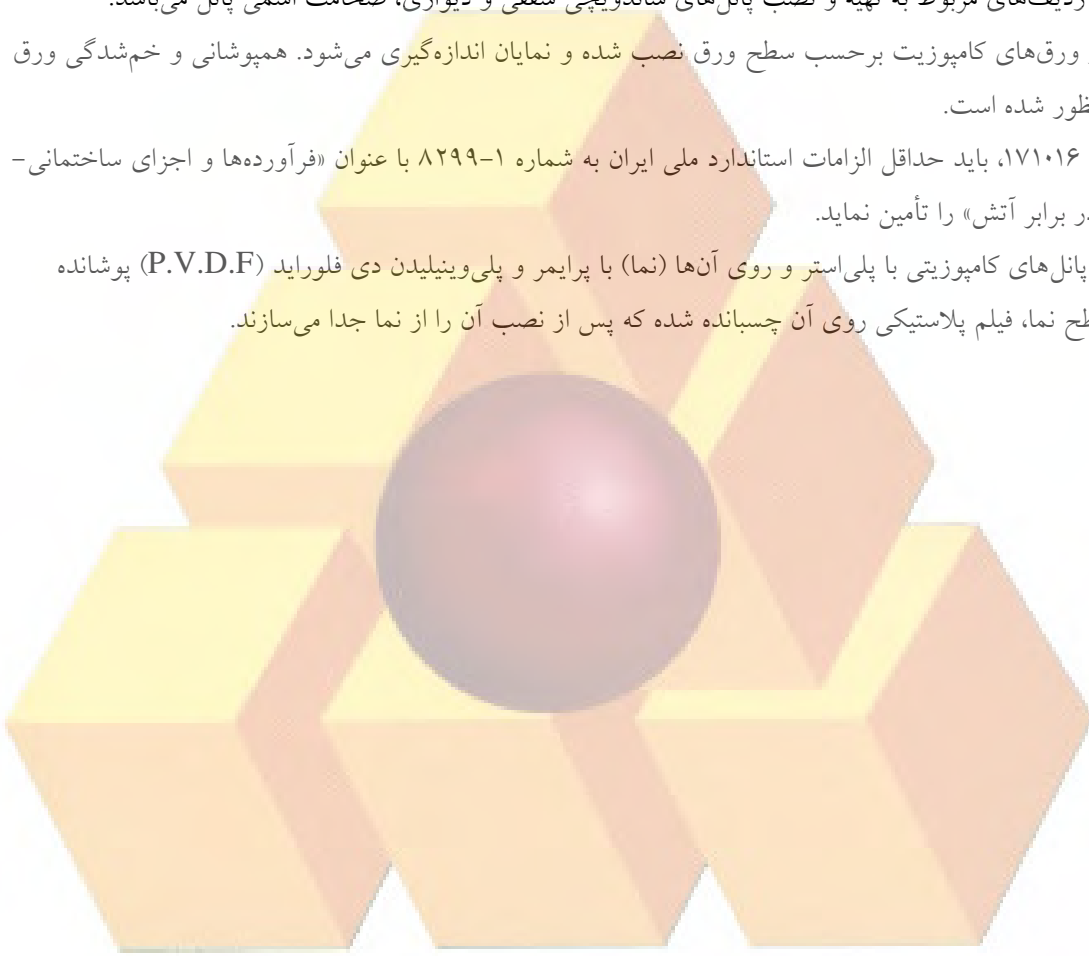 ردیف‌های مربوط به تهیه و نصب پانل‌های ساندویچی سقفی و دیواری، ضخامت اسمی پانل می‌باشد.
ورق‌های کامپوزیت برحسب سطح ورق نصب شده و نمایان اندازه‌گیری می‌شود. همپوشانی و خم‌شدگی ورق
ظور شده است.
۱۷۱۰۱۶، باید حداقل الزامات استاندارد ملی ایران به شماره ۱-۸۲۹۹ با عنوان «فرآورده‌ها و اجزای ساختمانی-
در برابر آتش» را تأمین نماید.
پانل‌های کامپوزیتی با پلی‌استر و روی آن‌ها (نما) با پرایمر و پلی‌وینیلیدن دی فلوراید (P.V.D.F) پوشانده
طح نما، فیلم پلاستیکی روی آن چسبانده شده که پس از نصب آن را از نما جدا می‌سازند.